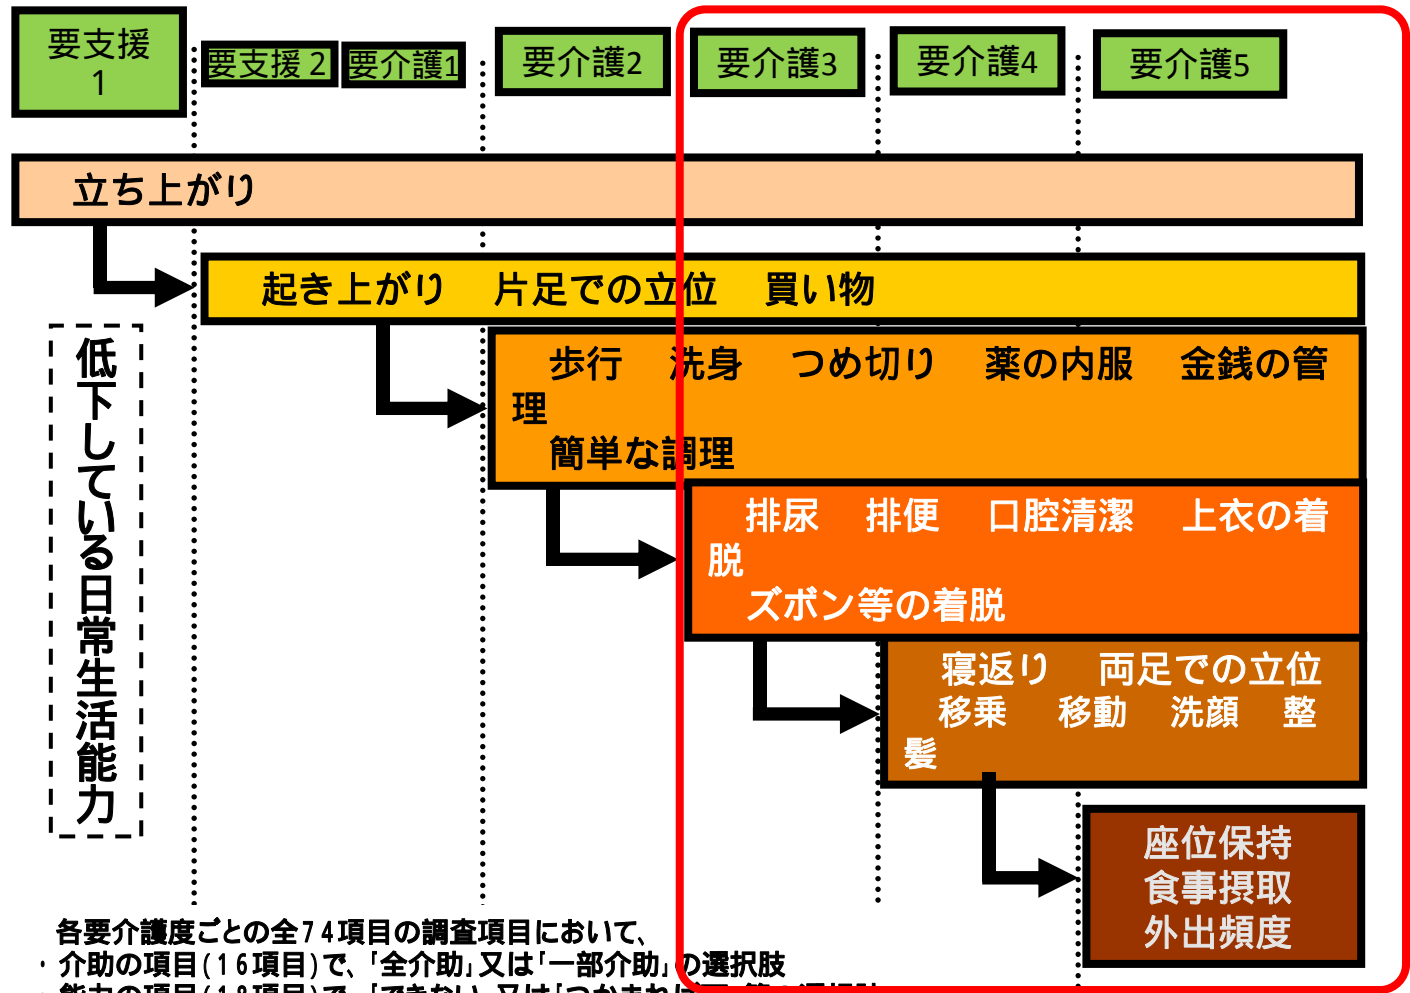 要支援
1
要支援２
要介護1
要介護2
要介護3
要介護4
要介護5
立ち上がり
起き上がり　片足での立位　買い物
歩行　洗身　つめ切り　薬の内服　金銭の管
理
簡単な調理
排尿　排便　口腔清潔　上衣の着
脱
ズボン等の着脱
寝返り　両足での立位
移乗　移動　洗顔　整
髪
座位保持
食事摂取
外出頻度
低下している日常生活能力
各要介護度ごとの全７４項目の調査項目において、
・介助の項目（１６項目）で、「全介助」又は「一部介助」の選択肢